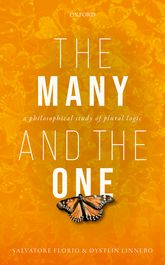 OXFORD
THE
MANY
a philosophical study of plural logic
AND THE
ONE
SALVATORE FLORIO & ØYSTEIN LINNEBO